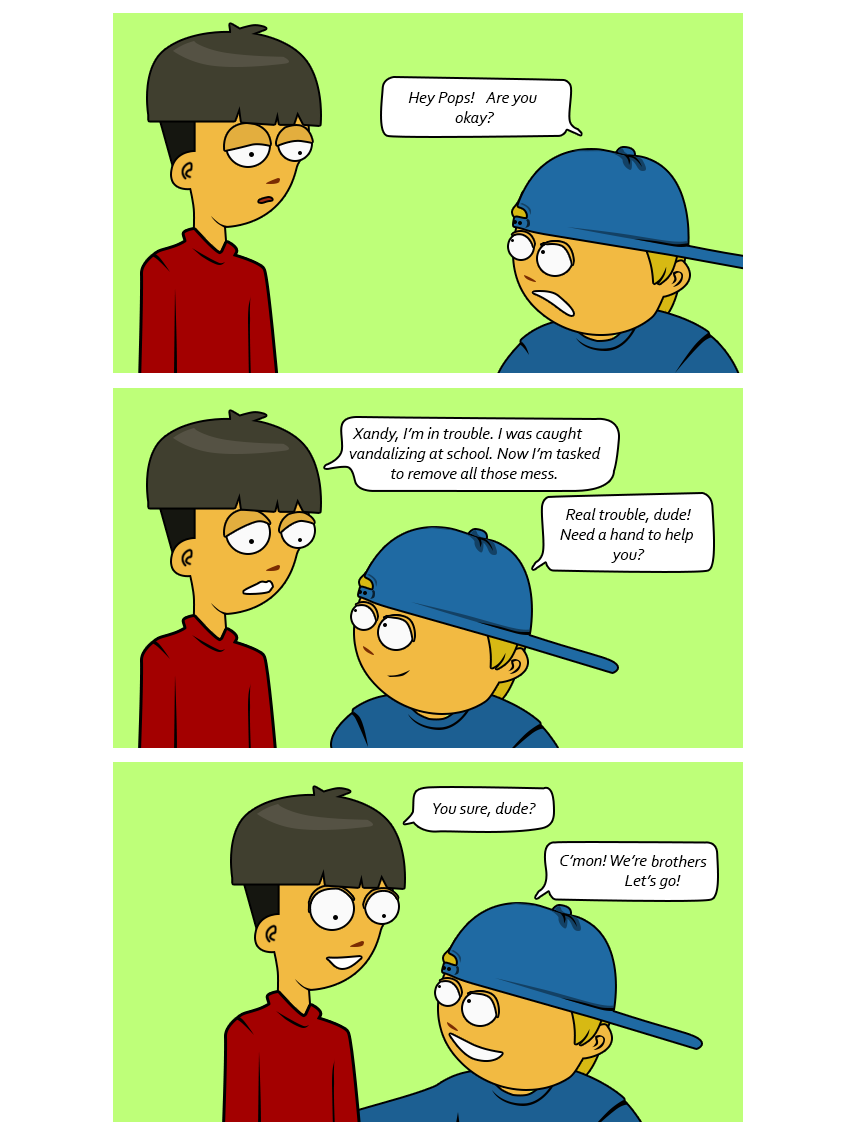 Hey Pops! Are you
okay?
Xandy, I'm in trouble. I was caught
vandalizing at school. Now I'm tasked
to remove all those mess.
Real trouble, dude!
Need a hand to help
you?
You sure, dude?
C'mon! We're brothers
Let's go!